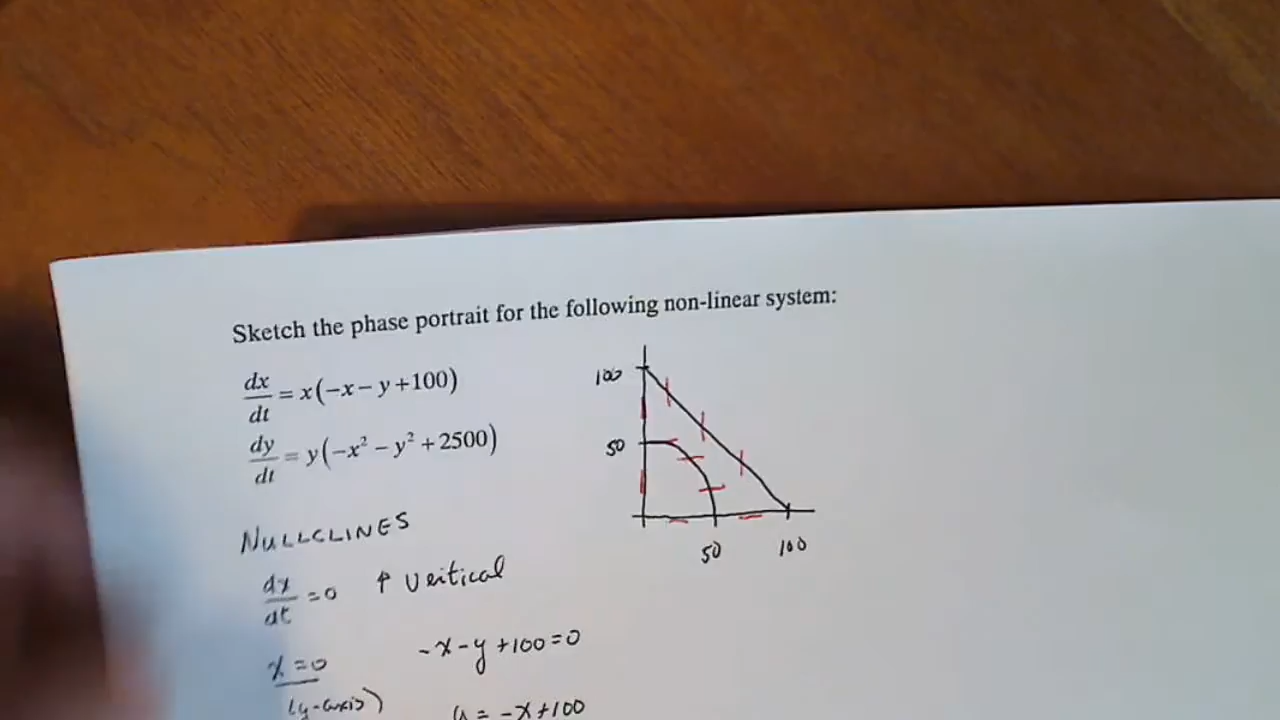 Sketch the phase portrait for the following non-linear system:
dx/dt = x(-x-y+100)
dy/dt = y(-x²-y²+2500)
100
50
50 100
NULLCLINES
dx/dt = 0 ↑ Vertical
x=0 -x-y+100=0
(y-axis) y = -x+100